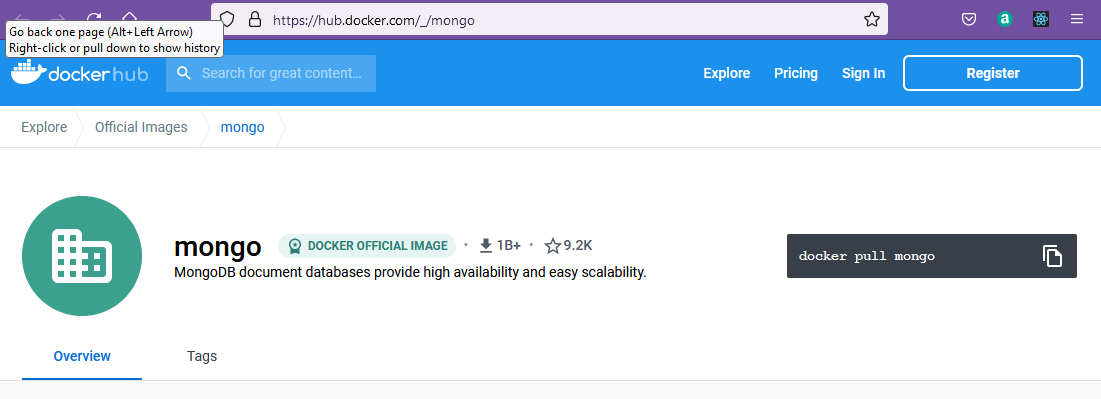 https://hub.docker.com/_/mongo
Go back one page (Alt+Left Arrow)
Right-click or pull down to show history
docker hub
Search for great content...
Explore
Pricing
Sign In
Register
Explore
Official Images
mongo
mongo
DOCKER OFFICIAL IMAGE
1B+
9.2K
MongoDB document databases provide high availability and easy scalability.
docker pull mongo
Overview
Tags